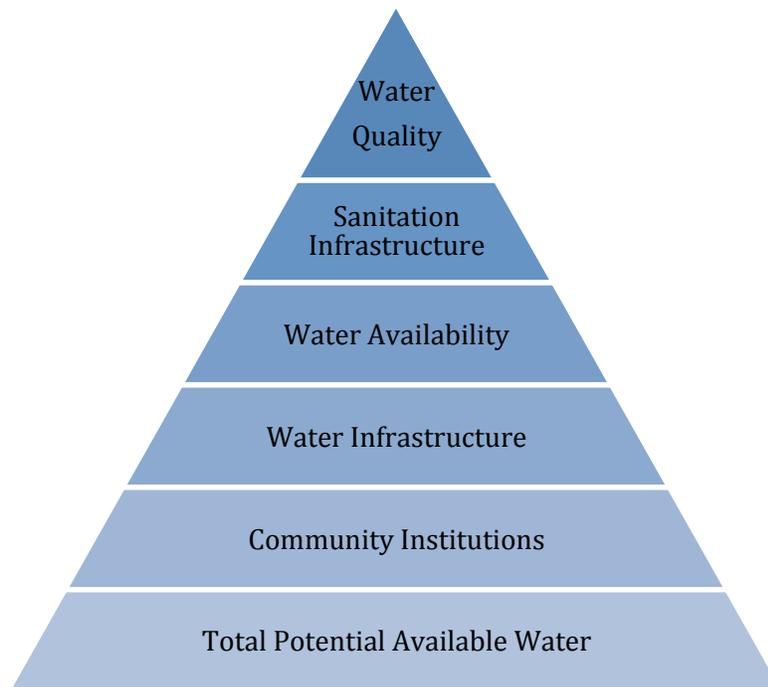 Water
Quality
Sanitation
Infrastructure
Water Availability
Water Infrastructure
Community Institutions
Total Potential Available Water